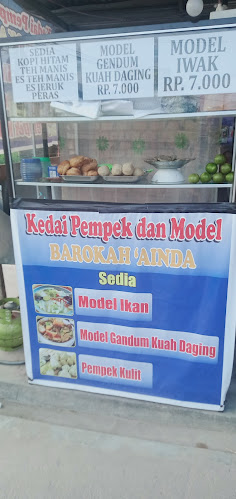 SEDIA
KOPI HITAM
TEH MANIS
ES TEH MANIS
ES JERUK
PERAS
MODEL
GENDUM
KUAH DAGING
RP. 7.000
MODEL
IWAK
RP. 7.000
Kedai Pempek dan Model
BAROKAH 'AINDA
Sedia
Model Ikan
Model Gandum Kuah Daging
Pempek Kulit